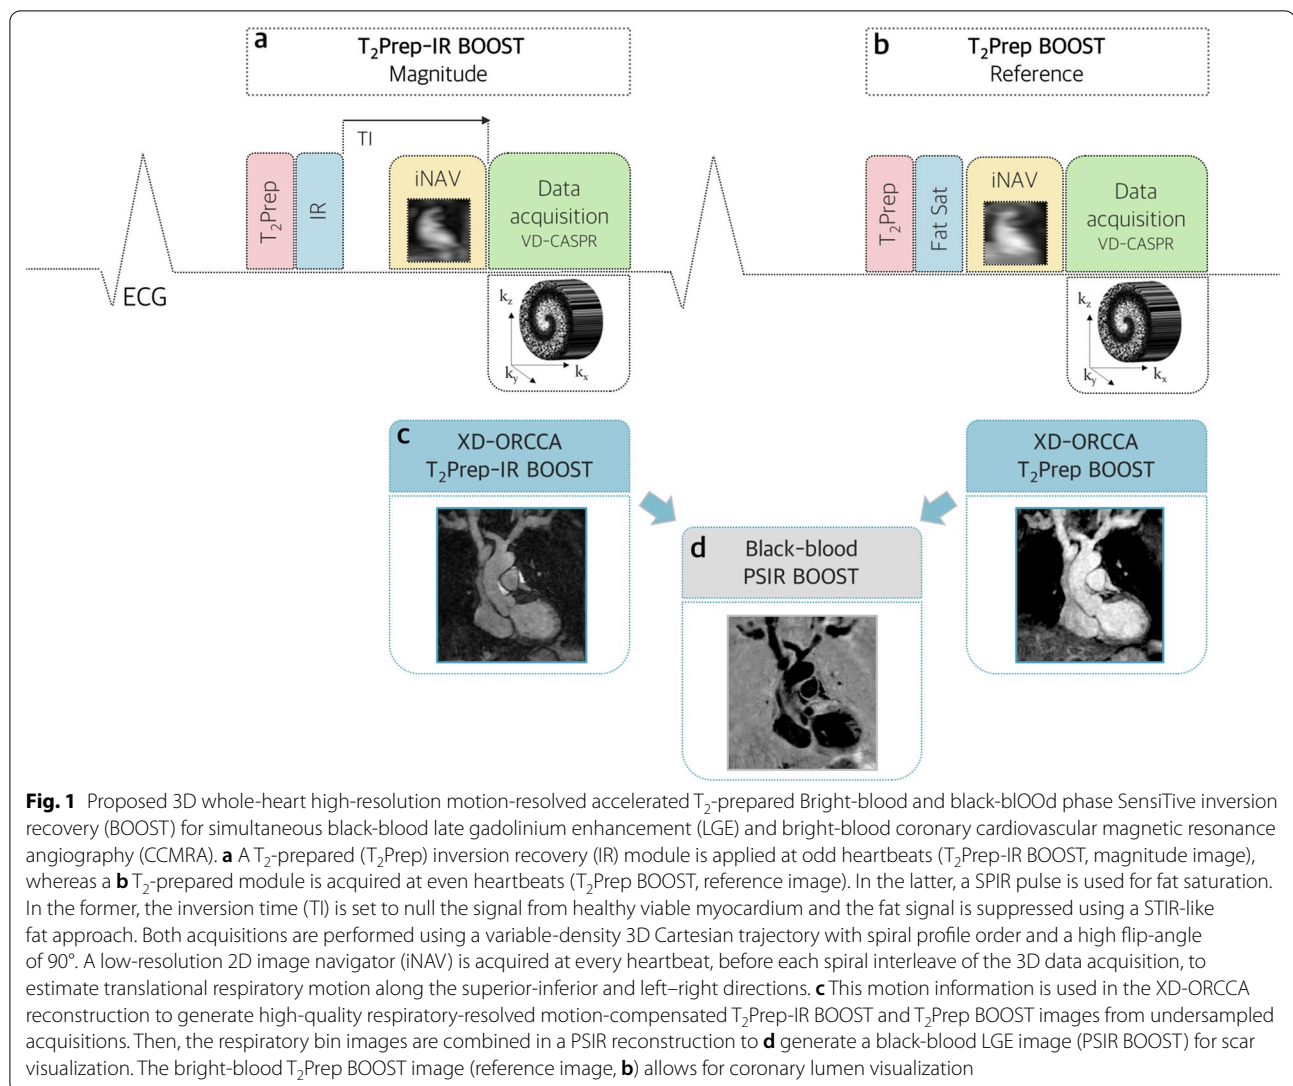 a
T2Prep-IR BOOST
Magnitude
b
T2Prep BOOST
Reference
TI
T2Prep
IR
iNAV
Data
acquisition
VD-CASPR
T2Prep
Fat Sat
iNAV
Data
acquisition
VD-CASPR
ECG
kz
ky
kx
kz
ky
kx
c
XD-ORCCA
T2Prep-IR BOOST
XD-ORCCA
T2Prep BOOST
d
Black-blood
PSIR BOOST
Fig. 1 Proposed 3D whole-heart high-resolution motion-resolved accelerated T2-prepared Bright-blood and black-blOOd phase SensiTive inversion
recovery (BOOST) for simultaneous black-blood late gadolinium enhancement (LGE) and bright-blood coronary cardiovascular magnetic resonance
angiography (CCMRA). a A T2-prepared (T2Prep) inversion recovery (IR) module is applied at odd heartbeats (T2Prep-IR BOOST, magnitude image),
whereas a b T2-prepared module is acquired at even heartbeats (T2Prep BOOST, reference image). In the latter, a SPIR pulse is used for fat saturation.
In the former, the inversion time (TI) is set to null the signal from healthy viable myocardium and the fat signal is suppressed using a STIR-like
fat approach. Both acquisitions are performed using a variable-density 3D Cartesian trajectory with spiral profile order and a high flip-angle
of 90°. A low-resolution 2D image navigator (iNAV) is acquired at every heartbeat, before each spiral interleave of the 3D data acquisition, to
estimate translational respiratory motion along the superior-inferior and left–right directions. c This motion information is used in the XD-ORCCA
reconstruction to generate high-quality respiratory-resolved motion-compensated T2Prep-IR BOOST and T2Prep BOOST images from undersampled
acquisitions. Then, the respiratory bin images are combined in a PSIR reconstruction to d generate a black-blood LGE image (PSIR BOOST) for scar
visualization. The bright-blood T2Prep BOOST image (reference image, b) allows for coronary lumen visualization